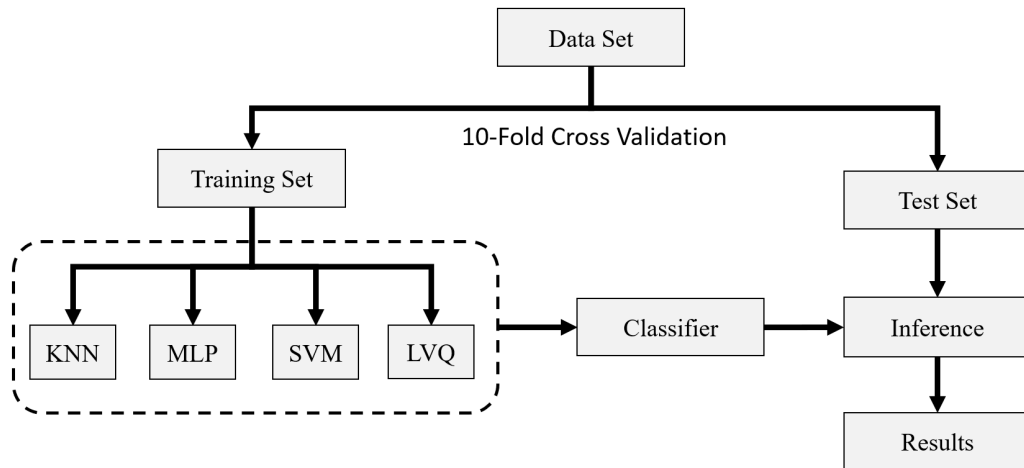 Data Set
10-Fold Cross Validation
Training Set
Test Set
KNN
MLP
SVM
LVQ
Classifier
Inference
Results